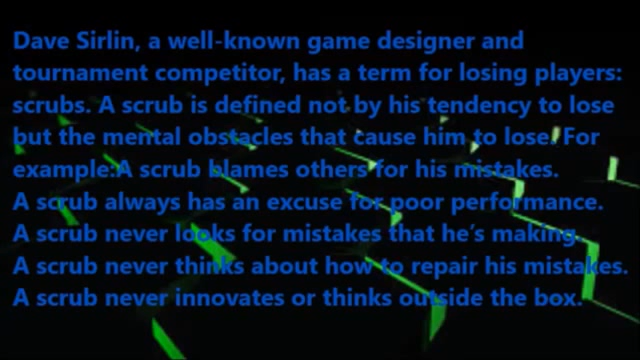 Dave Sirlin, a well-known game designer and
tournament competitor, has a term for losing players:
scrubs. A scrub is defined not by his tendency to lose
but the mental obstacles that cause him to lose. For
example:A scrub blames others for his mistakes.
A scrub always has an excuse for poor performance.
A scrub never looks for mistakes that he's making.
A scrub never thinks about how to repair his mistakes.
A scrub never innovates or thinks outside the box.